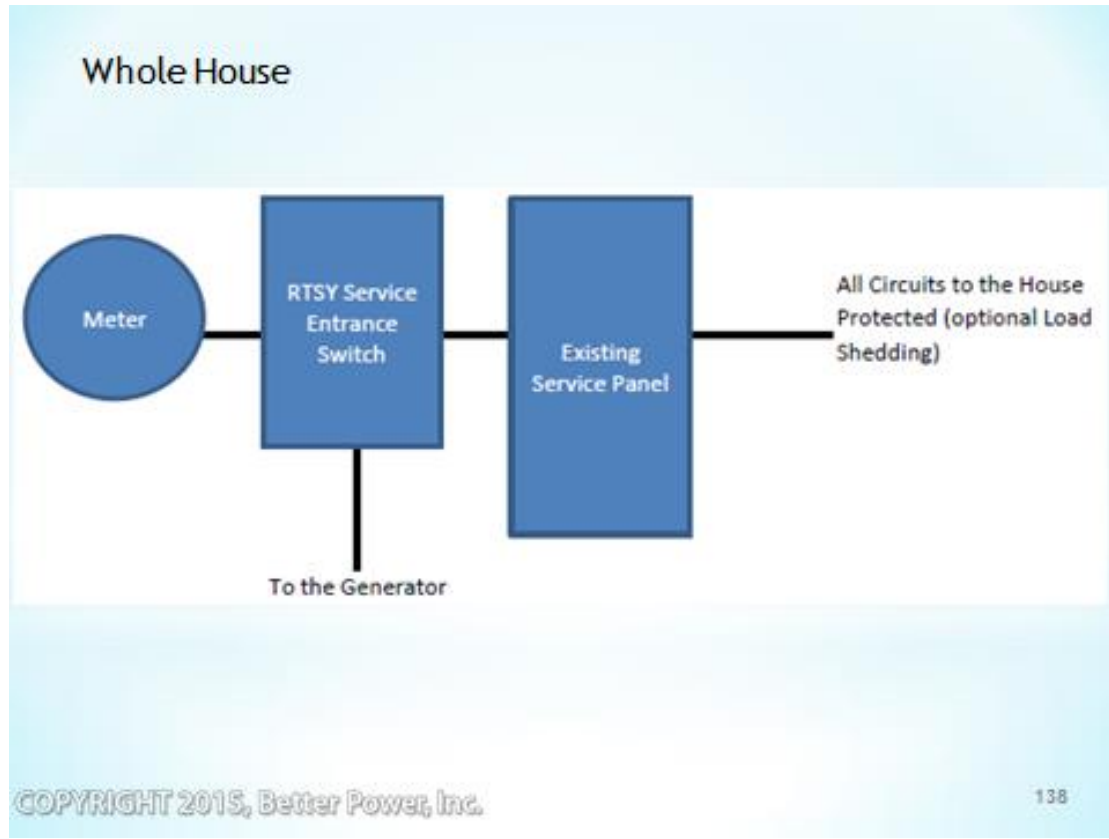 Whole House
Meter
RTSY Service
Entrance
Switch
Existing
Service Panel
All Circuits to the House
Protected (optional Load
Shedding)
To the Generator
COPYRIGHT 2015, Better Power, Inc.
138